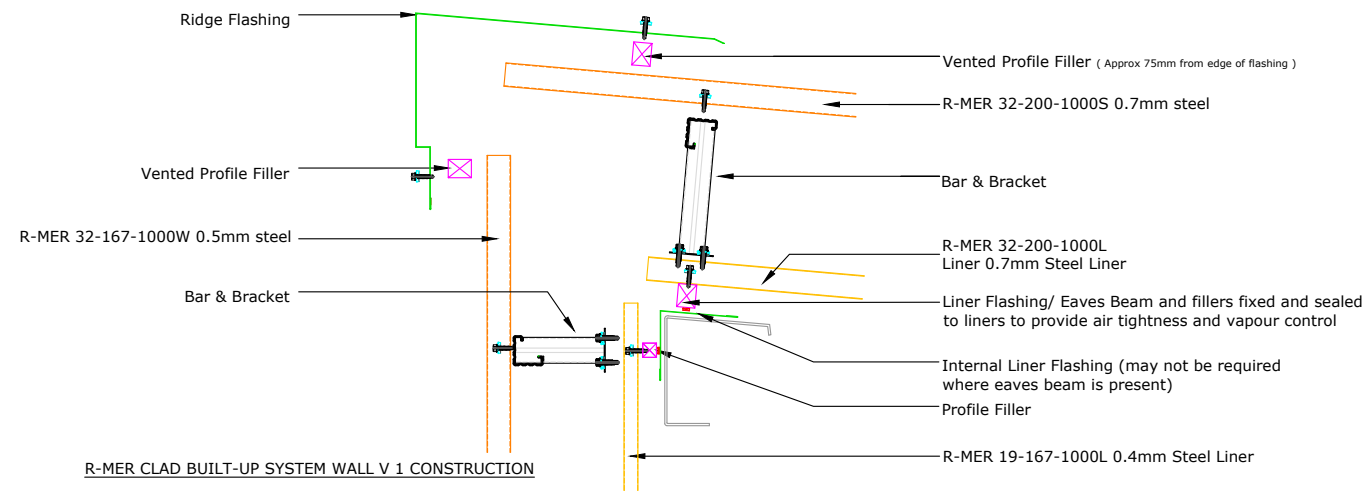 Ridge Flashing
Vented Profile Filler ( Approx 75mm from edge of flashing )
R-MER 32-200-1000S 0.7mm steel
Vented Profile Filler
Bar & Bracket
R-MER 32-167-1000W 0.5mm steel
R-MER 32-200-1000L
Liner 0.7mm Steel Liner
Bar & Bracket
Liner Flashing/ Eaves Beam and fillers fixed and sealed
to liners to provide air tightness and vapour control
Internal Liner Flashing (may not be required
where eaves beam is present)
Profile Filler
R-MER 19-167-1000L 0.4mm Steel Liner
R-MER CLAD BUILT-UP SYSTEM WALL V 1 CONSTRUCTION